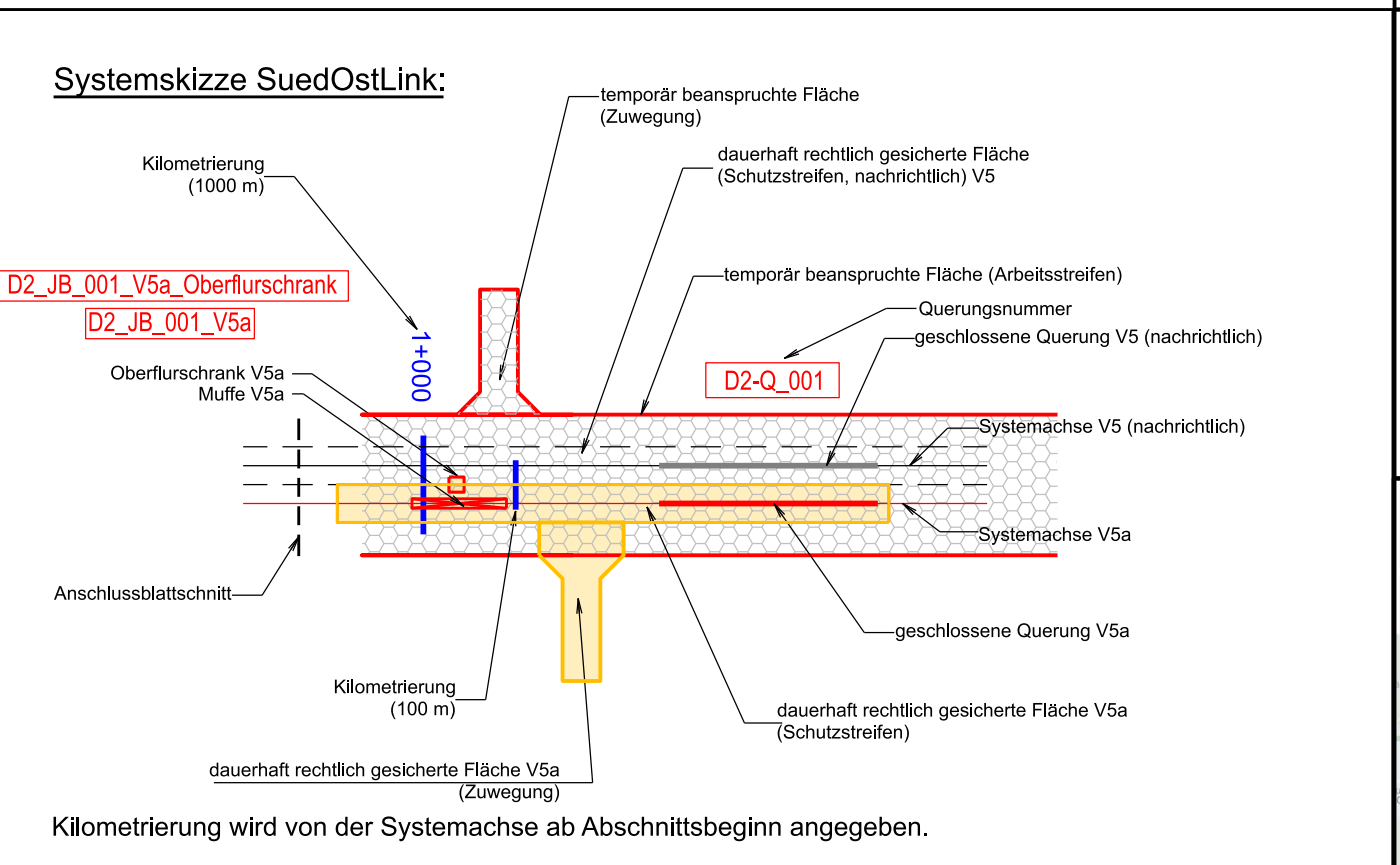 Systemskizze SuedOstLink:
temporär beanspruchte Fläche
(Zuwegung)
Kilometrierung
(1000 m)
dauerhaft rechtlich gesicherte Fläche
(Schutzstreifen, nachrichtlich) V5
D2_JB_001_V5a_Oberflurschrank
D2_JB_001_V5a
temporär beanspruchte Fläche (Arbeitsstreifen)
Querungsnummer
geschlossene Querung V5 (nachrichtlich)
1+000
D2-Q_001
Oberflurschrank V5a
Muffe V5a
Systemachse V5 (nachrichtlich)
Systemachse V5a
Anschlussblattschnitt
geschlossene Querung V5a
Kilometrierung
(100 m)
dauerhaft rechtlich gesicherte Fläche V5a
(Schutzstreifen)
dauerhaft rechtlich gesicherte Fläche V5a
(Zuwegung)
Kilometrierung wird von der Systemachse ab Abschnittsbeginn angegeben.